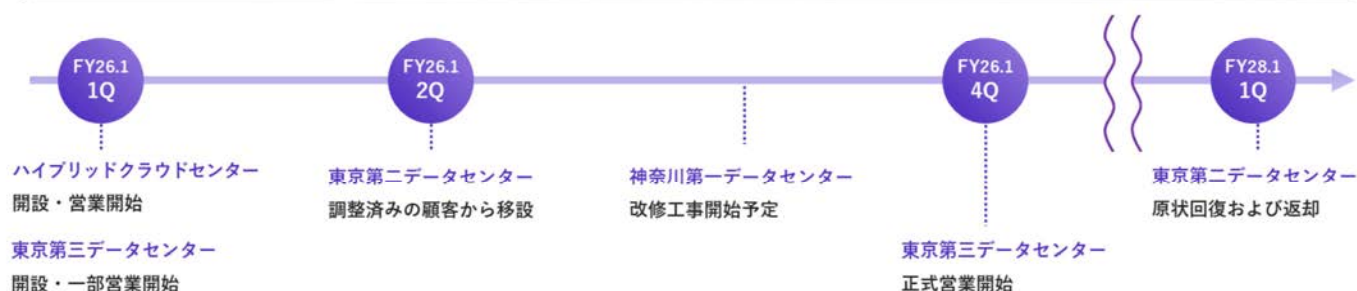 FY26.1
1Q
FY26.1
2Q
FY26.1
4Q
FY28.1
1Q
ハイブリッドクラウドセンター
開設・営業開始
東京第三データセンター
開設・一部営業開始
東京第二データセンター
調整済みの顧客から移設
神奈川第一データセンター
改修工事開始予定
東京第三データセンター
正式営業開始
東京第二データセンター
原状回復および返却